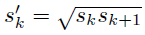 $s'_k = \sqrt{s_k s_{k+1}}$